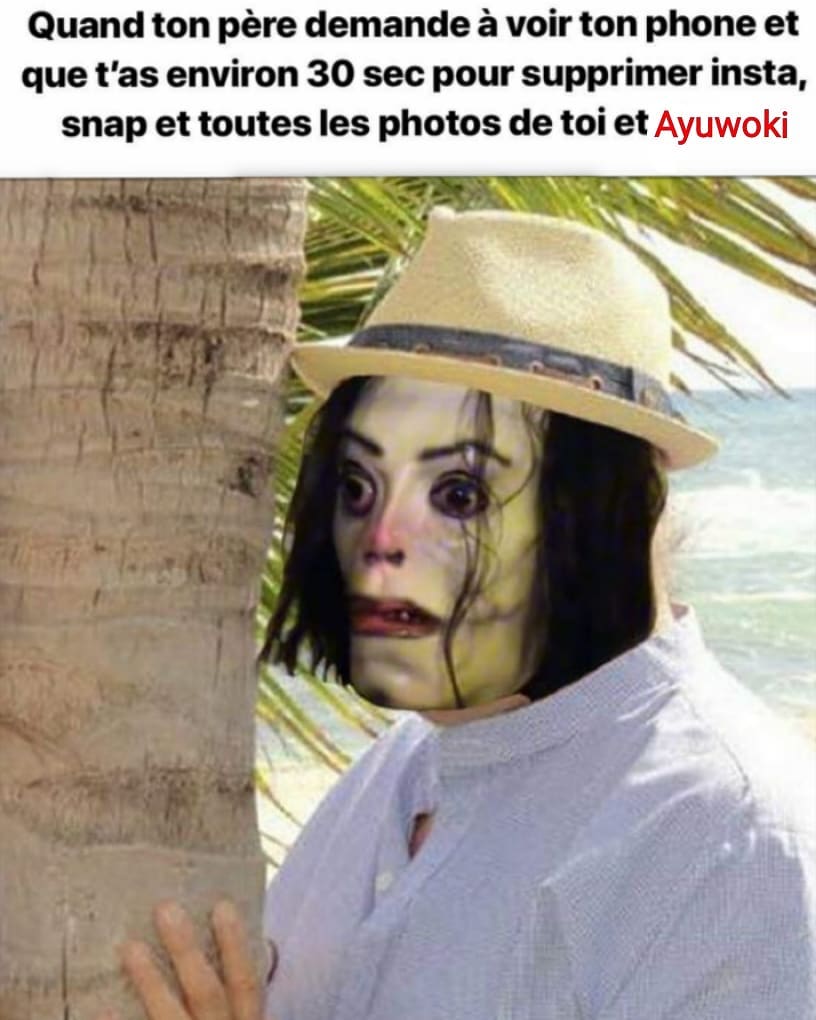 Quand ton père demande à voir ton phone et
que t'as environ 30 sec pour supprimer insta,
snap et toutes les photos de toi et Ayuwoki